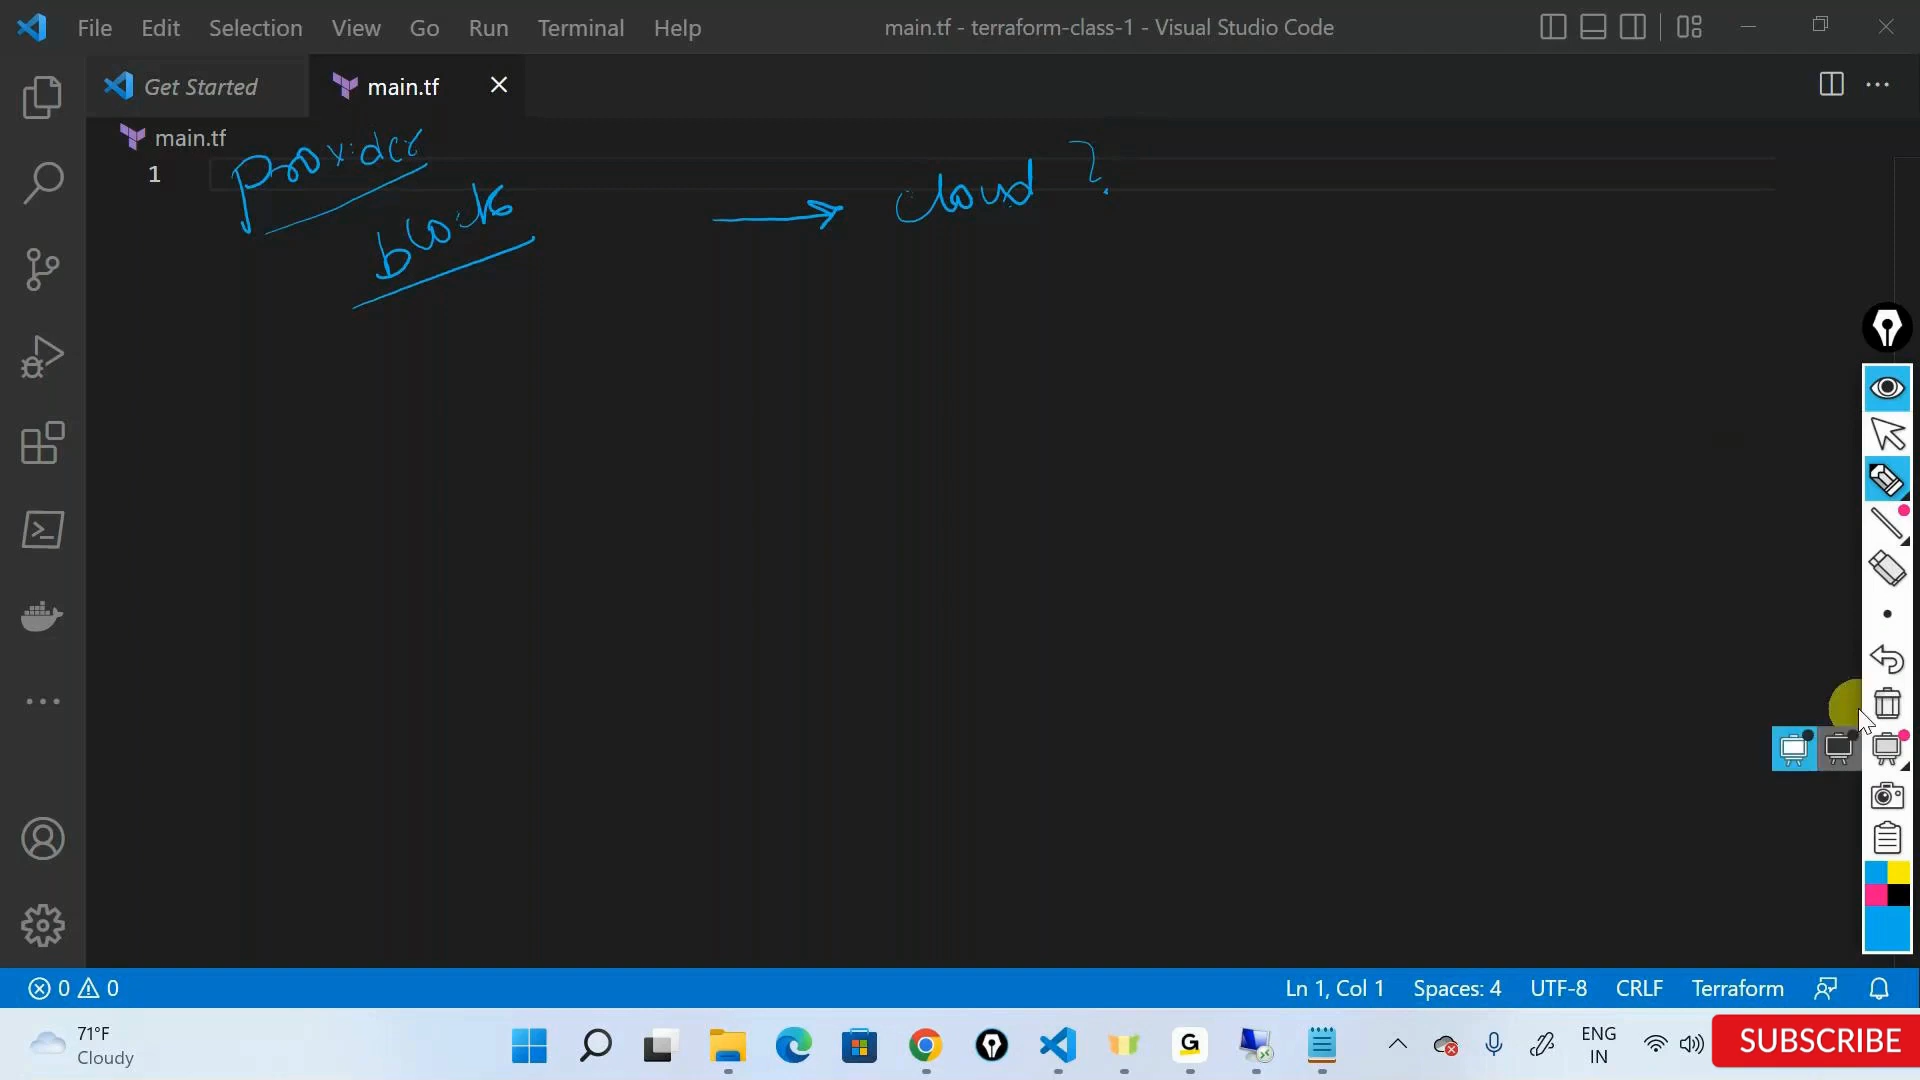 File Edit Selection View Go Run Terminal Help
main.tf - terraform-class-1 - Visual Studio Code
Get Started
main.tf
main.tf
1
Provider
blocks
cloud ?
0 0
Ln 1, Col 1 Spaces: 4 UTF-8 CRLF Terraform
71°F
Cloudy
G
ENG
IN
SUBSCRIBE